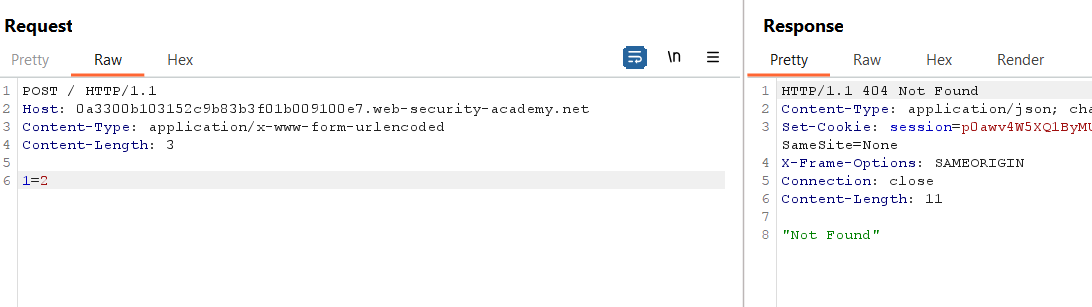 Request
Pretty Raw Hex \n
1 POST / HTTP/1.1
2 Host: 0a3300b103152c9b83b3f01b009100e7.web-security-academy.net
3 Content-Type: application/x-www-form-urlencoded
4 Content-Length: 3
5
6 1=2
Response
Pretty Raw Hex Render
1 HTTP/1.1 404 Not Found
2 Content-Type: application/json; cha
3 Set-Cookie: session=p0awv4W5XQ1ByMU
SameSite=None
4 X-Frame-Options: SAMEORIGIN
5 Connection: close
6 Content-Length: 11
7
8 "Not Found"